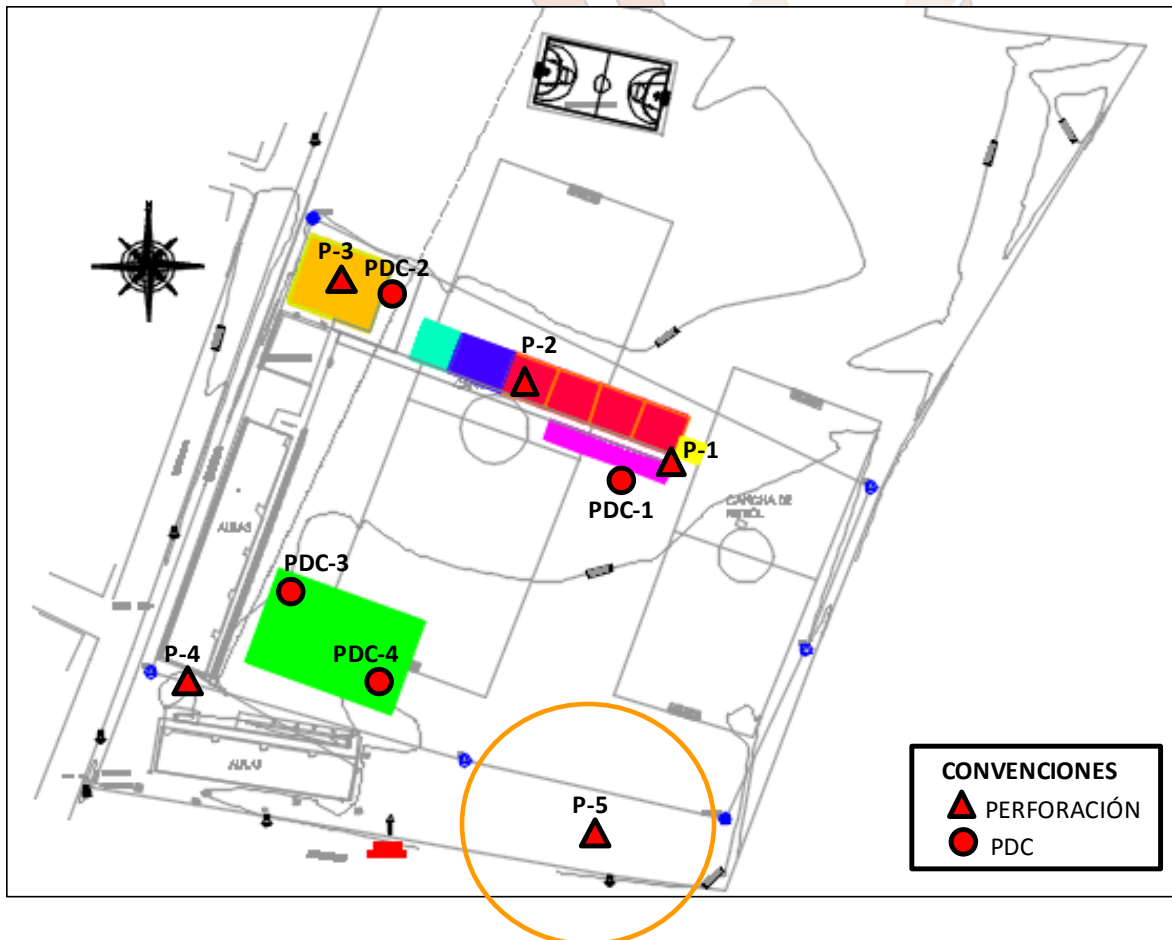 P-3
PDC-2
P-2
P-1
PDC-1
CANCHA DE
FUTBOL
AULAS
PDC-3
P-4
PDC-4
AULAS
P-5
CONVENCIONES
PERFORACIÓN
PDC